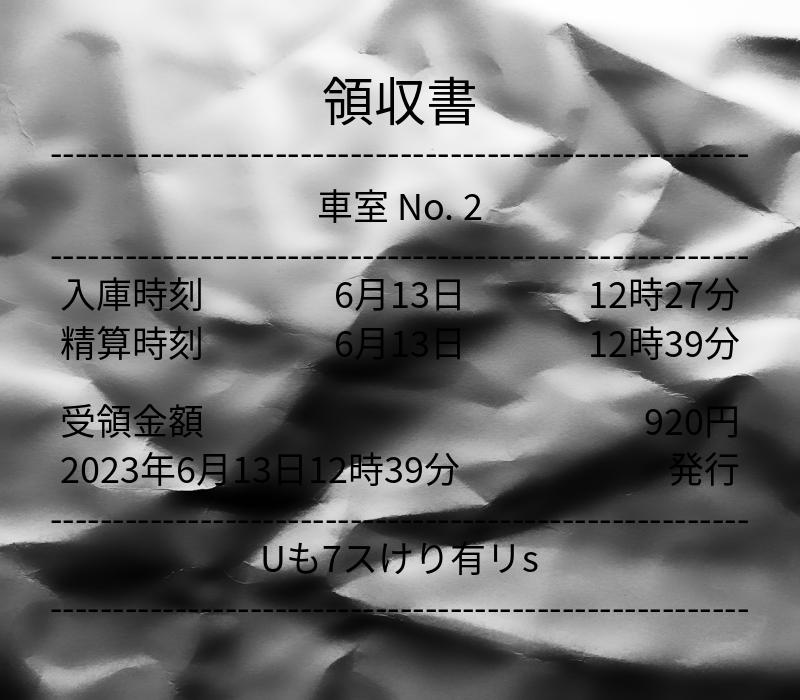 領収書
車室 No. 2
入庫時刻 6月13日 12時27分
精算時刻 6月13日 12時39分
受領金額 920円
2023年6月13日12時39分 発行
Uも7スけり有リs